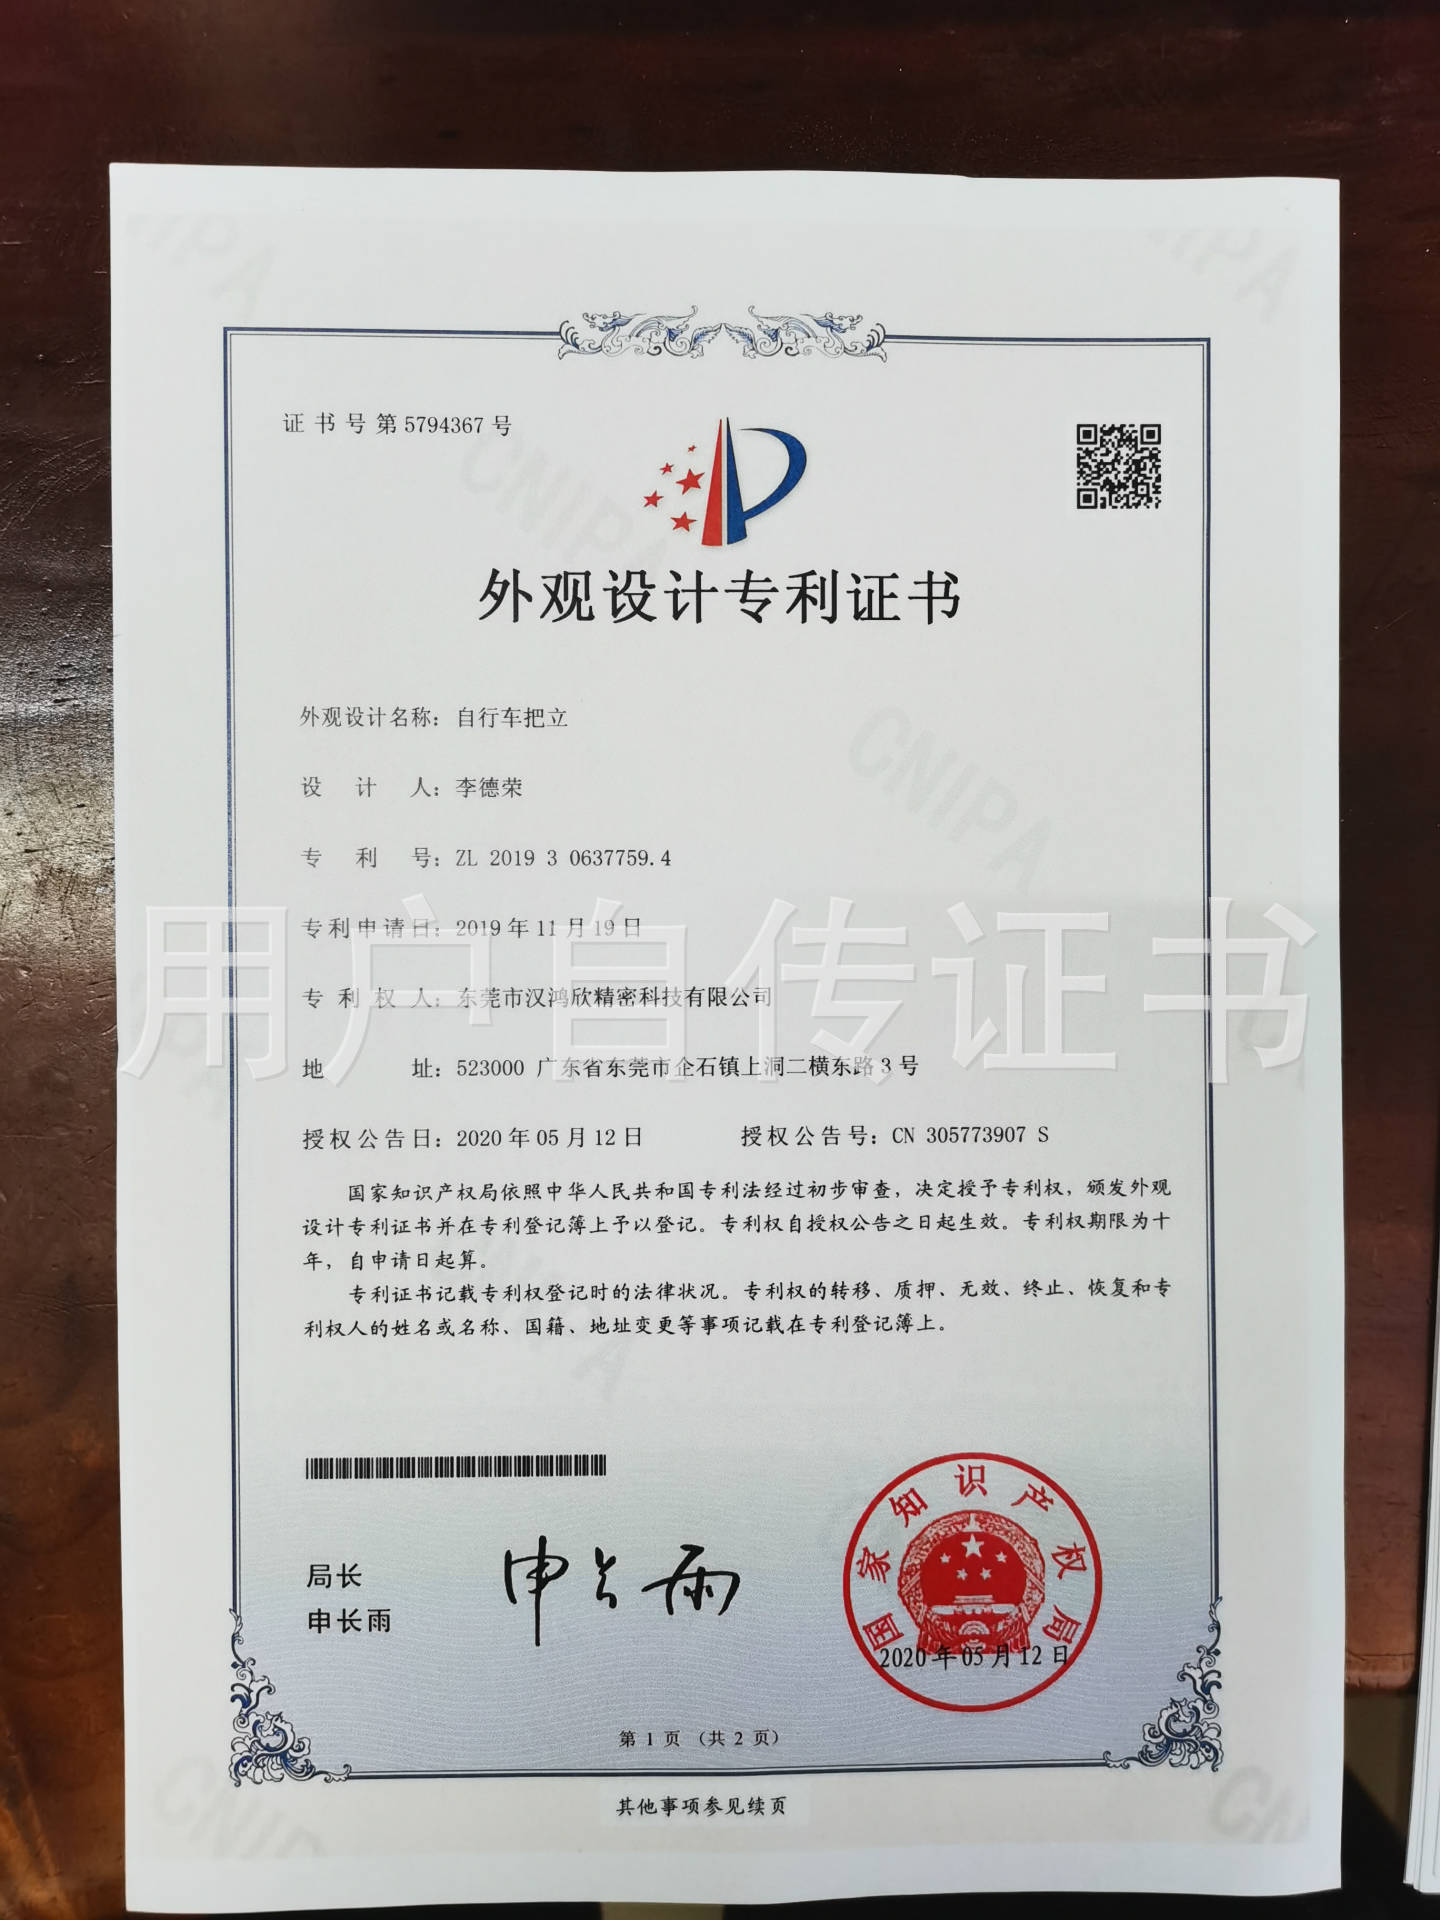 证书号第5794367号
外观设计专利证书
外观设计名称：自行车把立
设计人：李德荣
专利号：ZL 2019 3 0637759.4
专利申请日：2019年11月19日
专利权人：东莞市汉鸿欣精密科技有限公司
地址：523000 广东省东莞市企石镇上洞二横东路3号
授权公告日：2020年05月12日 授权公告号：CN 305773907 S
用户自传证书
国家知识产权局依照中华人民共和国专利法经过初步审查，决定授予专利权，颁发外观
设计专利证书并在专利登记簿上予以登记。专利权自授权公告之日起生效。专利权期限为十
年，自申请日起算。
专利证书记载专利权登记时的法律状况。专利权的转移、质押、无效、终止、恢复和专
利权人的姓名或名称、国籍、地址变更等事项记载在专利登记簿上。
局长
申长雨
申长雨
国家知识产权局
2020年05月12日
第1页（共2页）
其他事项参见续页
CNIPA
CNIPA
CNIPA